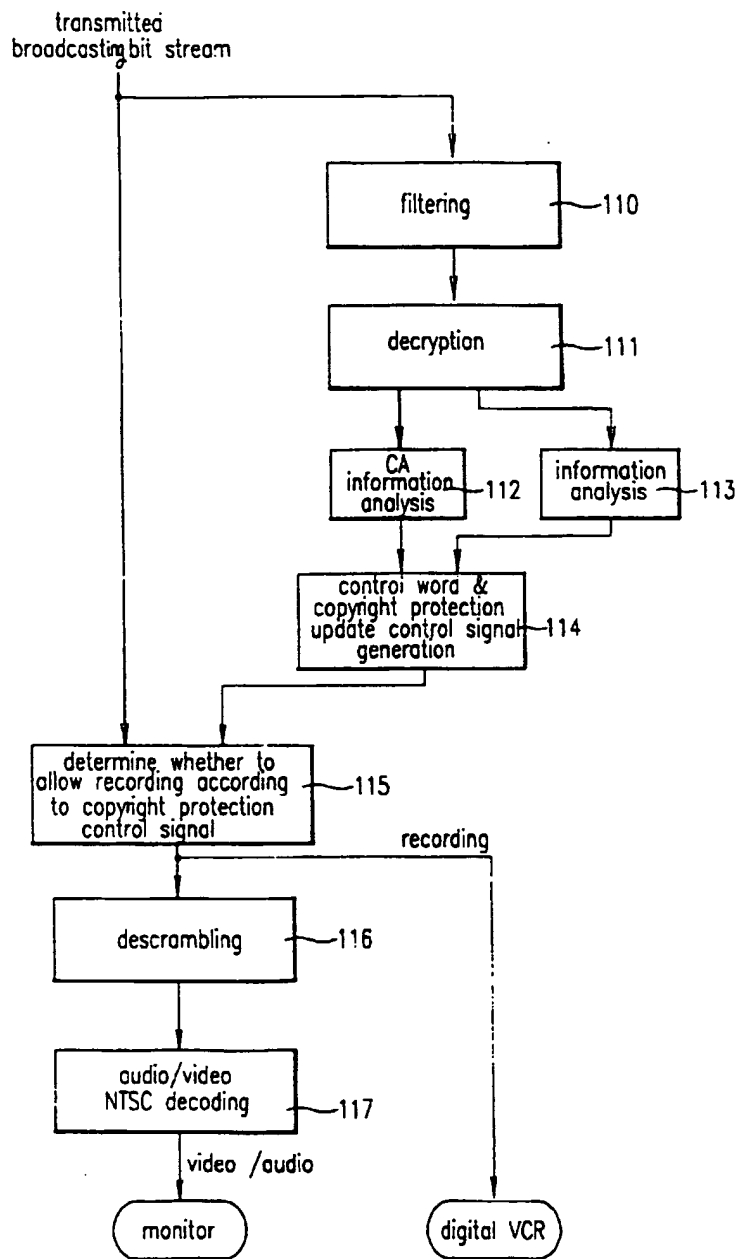 transmitted
broadcasting bit stream
filtering
110
decryption
111
CA
information
analysis
112
information
analysis
113
control word &
copyright protection
update control signal
generation
114
determine whether to
allow recording according
to copyright protection
control signal
115
recording
descrambling
116
audio/video
NTSC decoding
117
video /audio
monitor
digital VCR